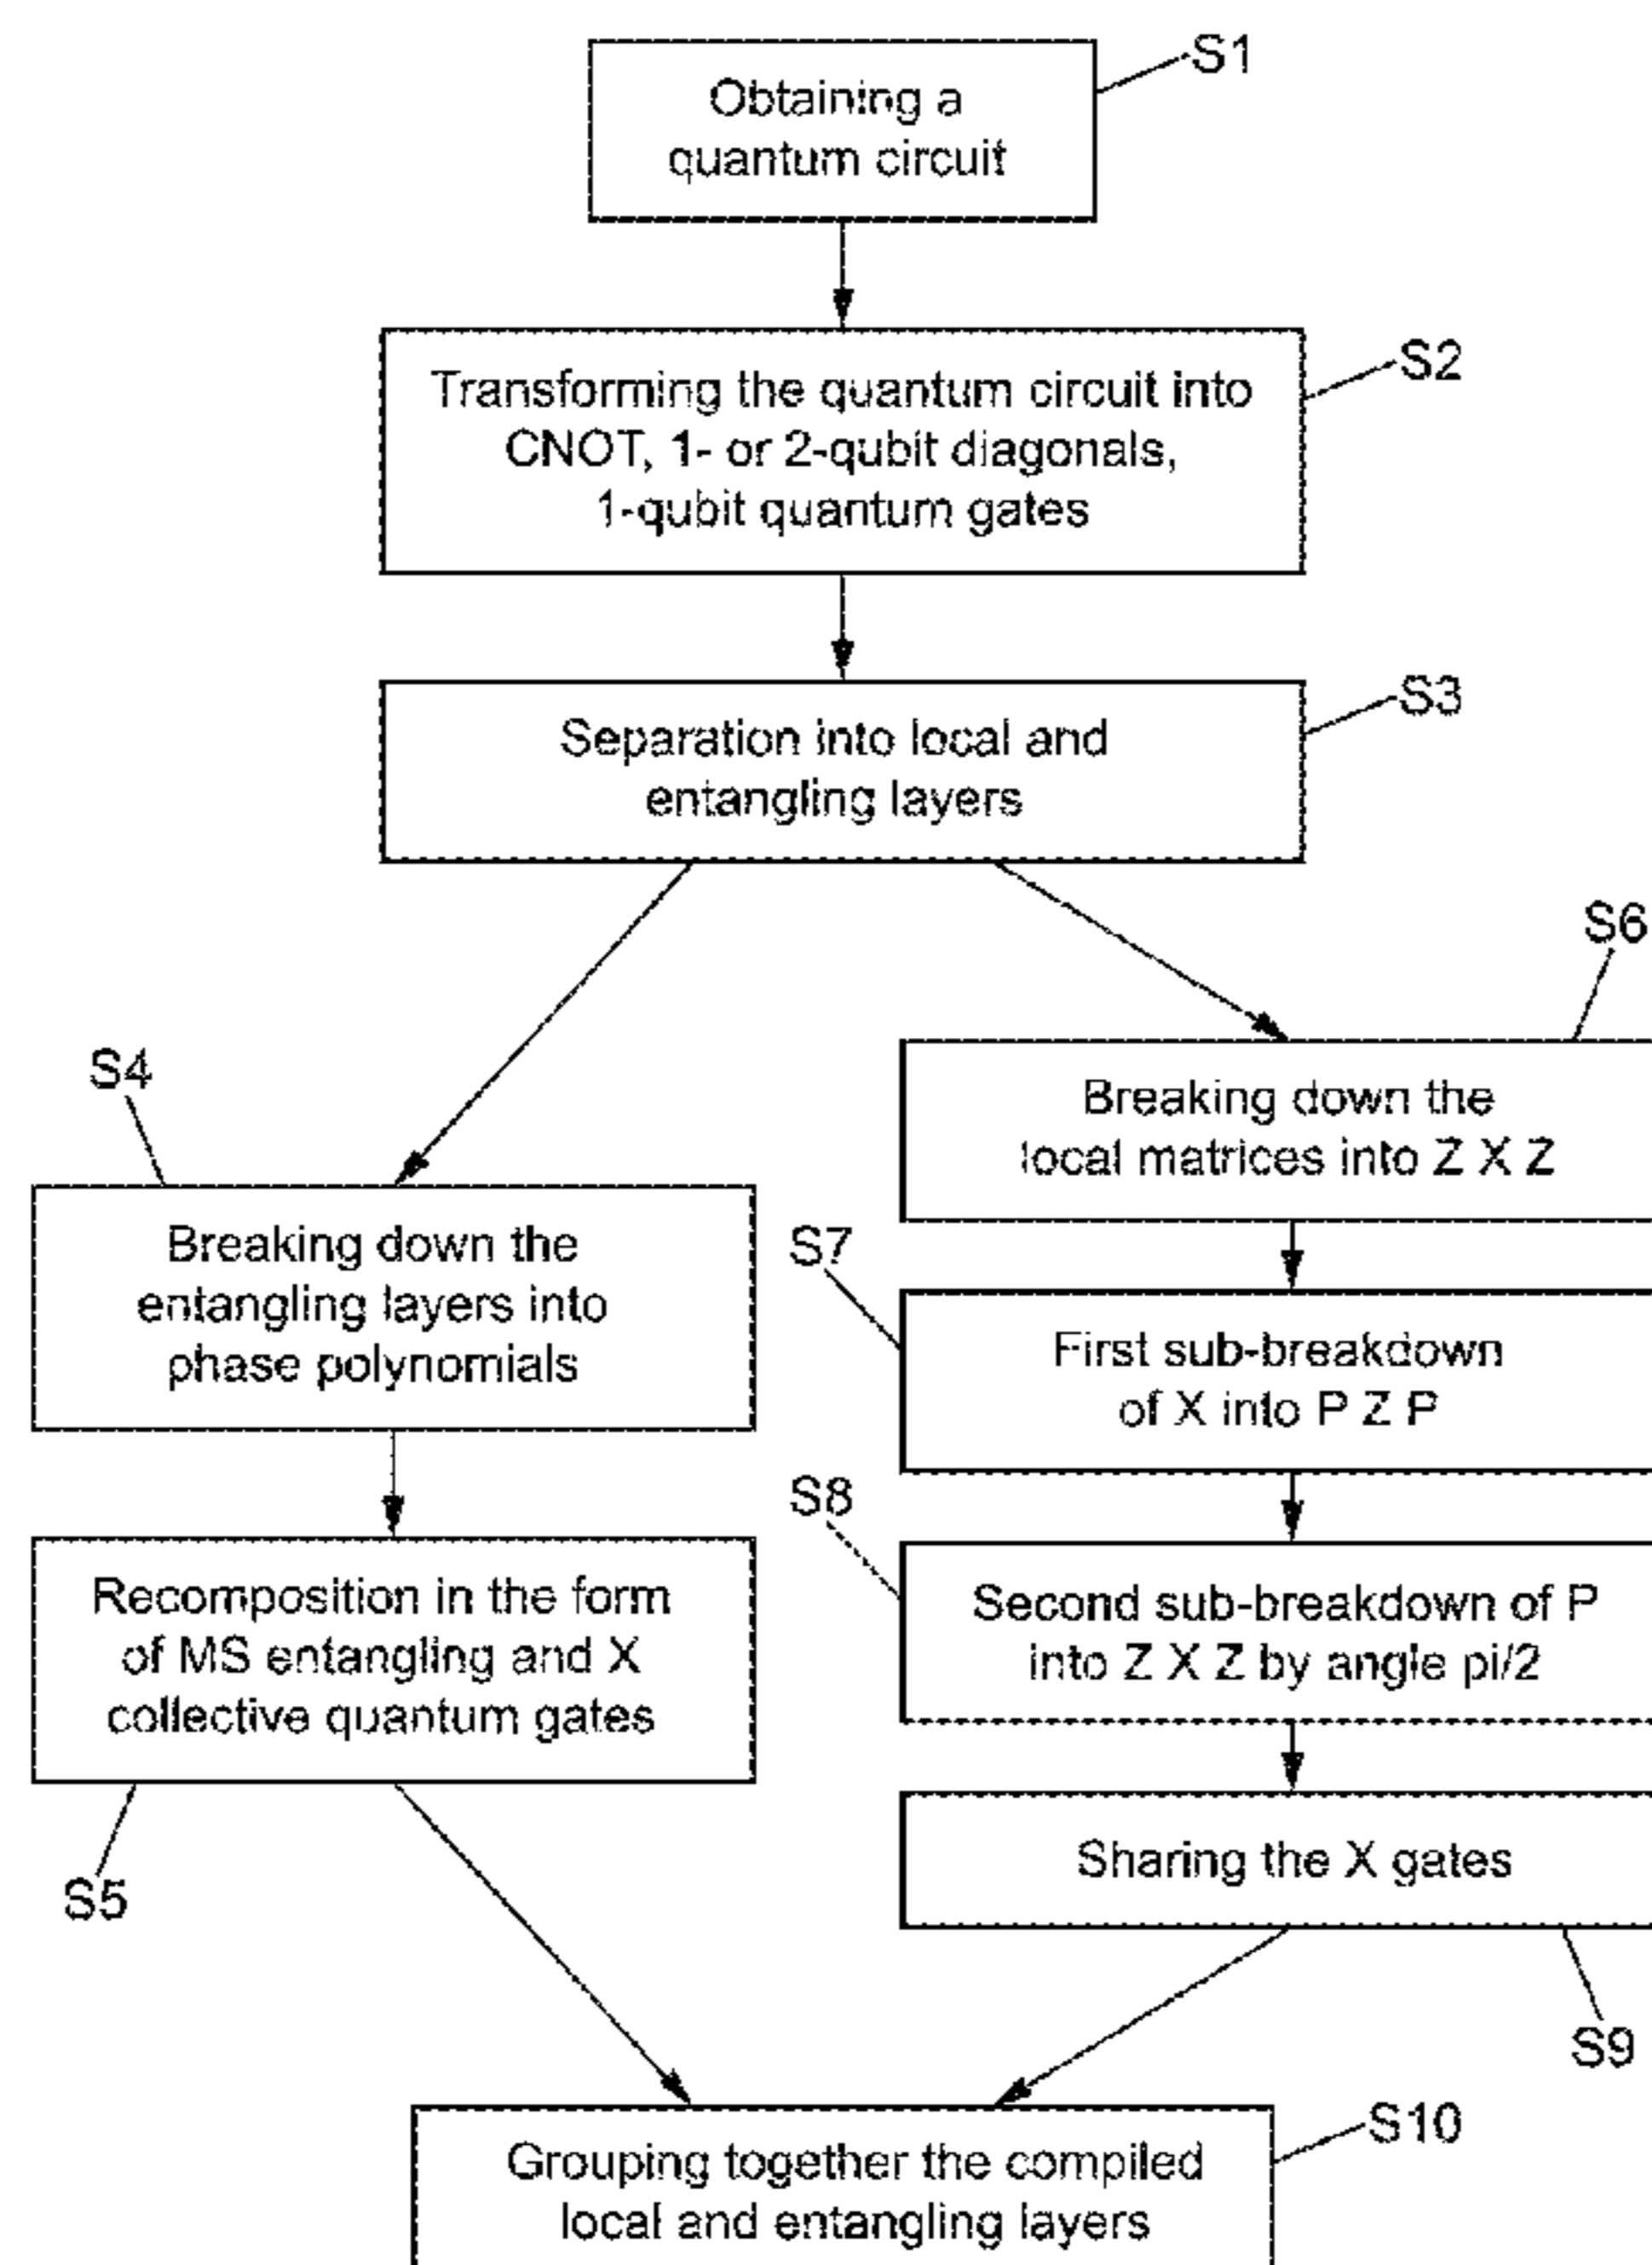 S1
Obtaining a
quantum circuit
S2
Transforming the quantum circuit into
CNOT, 1- or 2-qubit diagonals,
1-qubit quantum gates
S3
Separation into local and
entangling layers
S4
Breaking down the
entangling layers into
phase polynomials
Recomposition in the form
of MS entangling and X
collective quantum gates
S5
S6
Breaking down the
local matrices into Z X Z
S7
First sub-breakdown
of X into P Z P
S8
Second sub-breakdown of P
into Z X Z by angle pi/2
Sharing the X gates
S9
S10
Grouping together the compiled
local and entangling layers